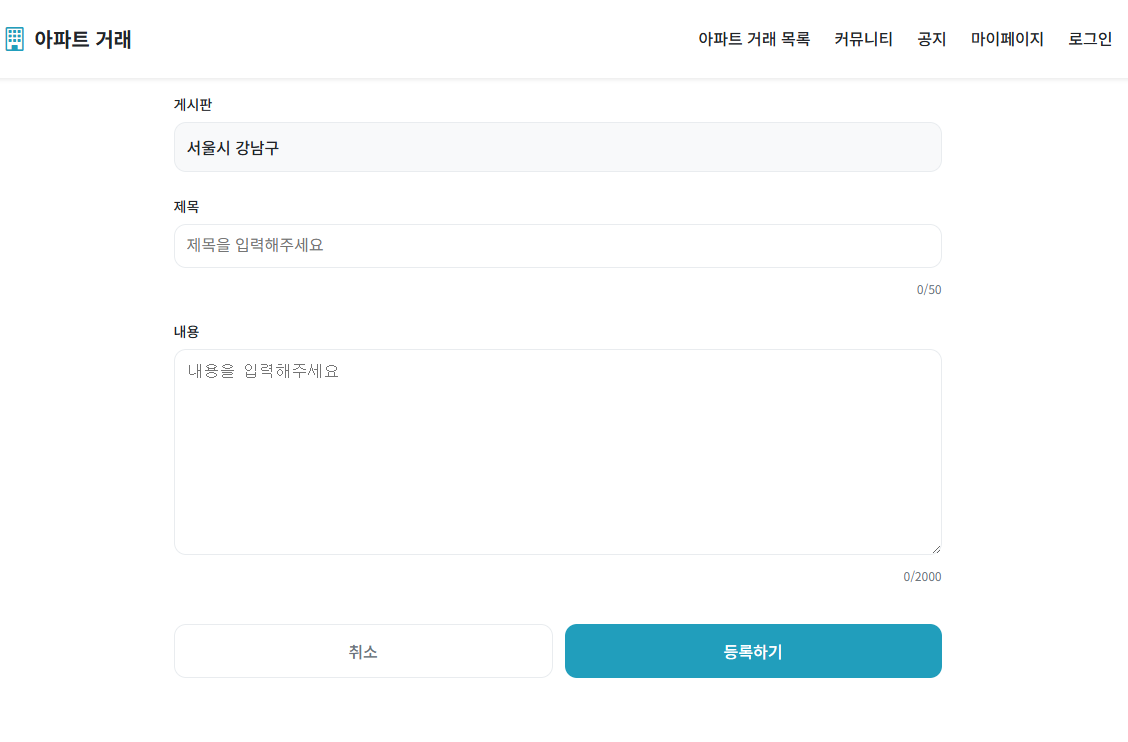 아파트 거래
아파트 거래 목록 커뮤니티 공지 마이페이지 로그인
게시판
서울시 강남구
제목
제목을 입력해주세요
0/50
내용
내용을 입력해주세요
0/2000
취소 등록하기